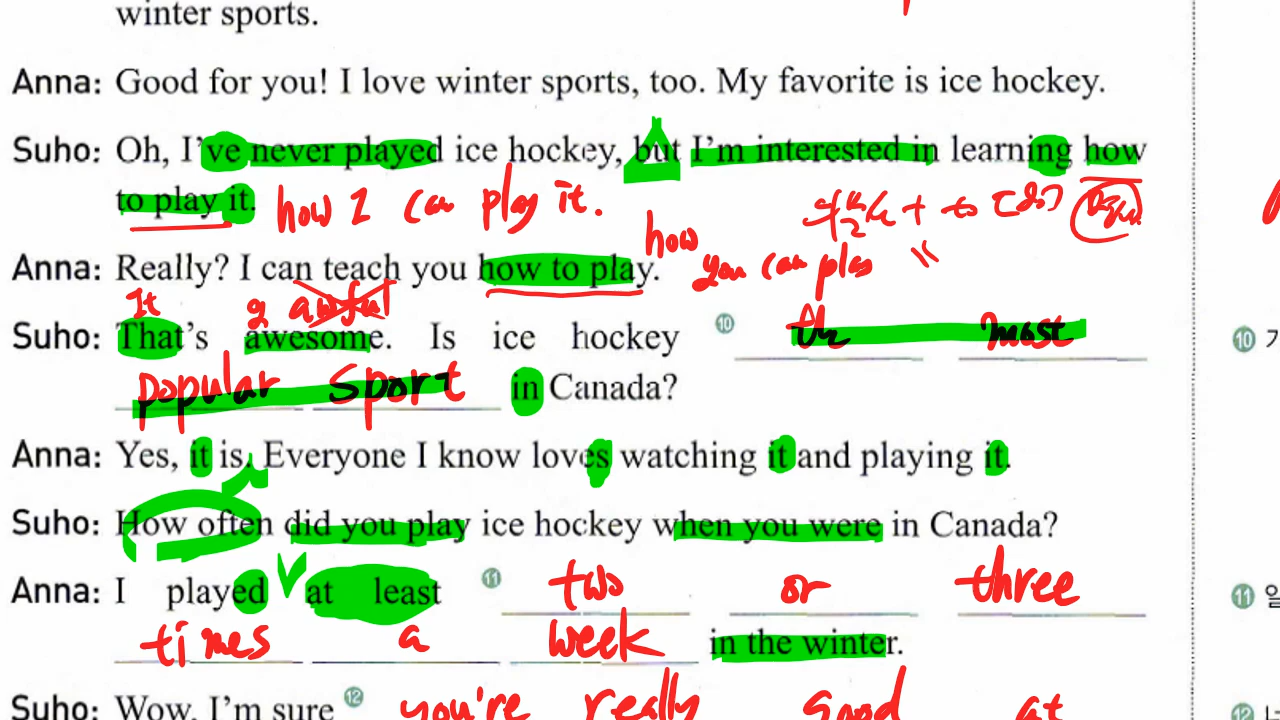 winter sports.
Anna: Good for you! I love winter sports, too. My favorite is ice hockey.
Suho: Oh, I've never played ice hockey, but I'm interested in learning how
to play it. how I can play it.
how
Anna: Really? I can teach you how to play. you can play "
It a awful
Suho: That's awesome. Is ice hockey ⑩ the most
popular sport in Canada? ⑩
Anna: Yes, it is. Everyone I know loves watching it and playing it.
Suho: How often did you play ice hockey when you were in Canada?
Anna: I played at least ⑪ two or three ⑪
times a week in the winter.
Suho: Wow, I'm sure ⑫ you're really good at ⑫